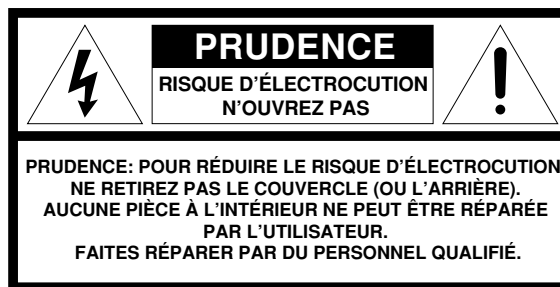 PRUDENCE
RISQUE D’ÉLECTROCUTION
N’OUVREZ PAS
PRUDENCE: POUR RÉDUIRE LE RISQUE D’ÉLECTROCUTION
NE RETIREZ PAS LE COUVERCLE (OU L’ARRIÈRE).
AUCUNE PIÈCE À L’INTÉRIEUR NE PEUT ÊTRE RÉPARÉE
PAR L’UTILISATEUR.
FAITES RÉPARER PAR DU PERSONNEL QUALIFIÉ.